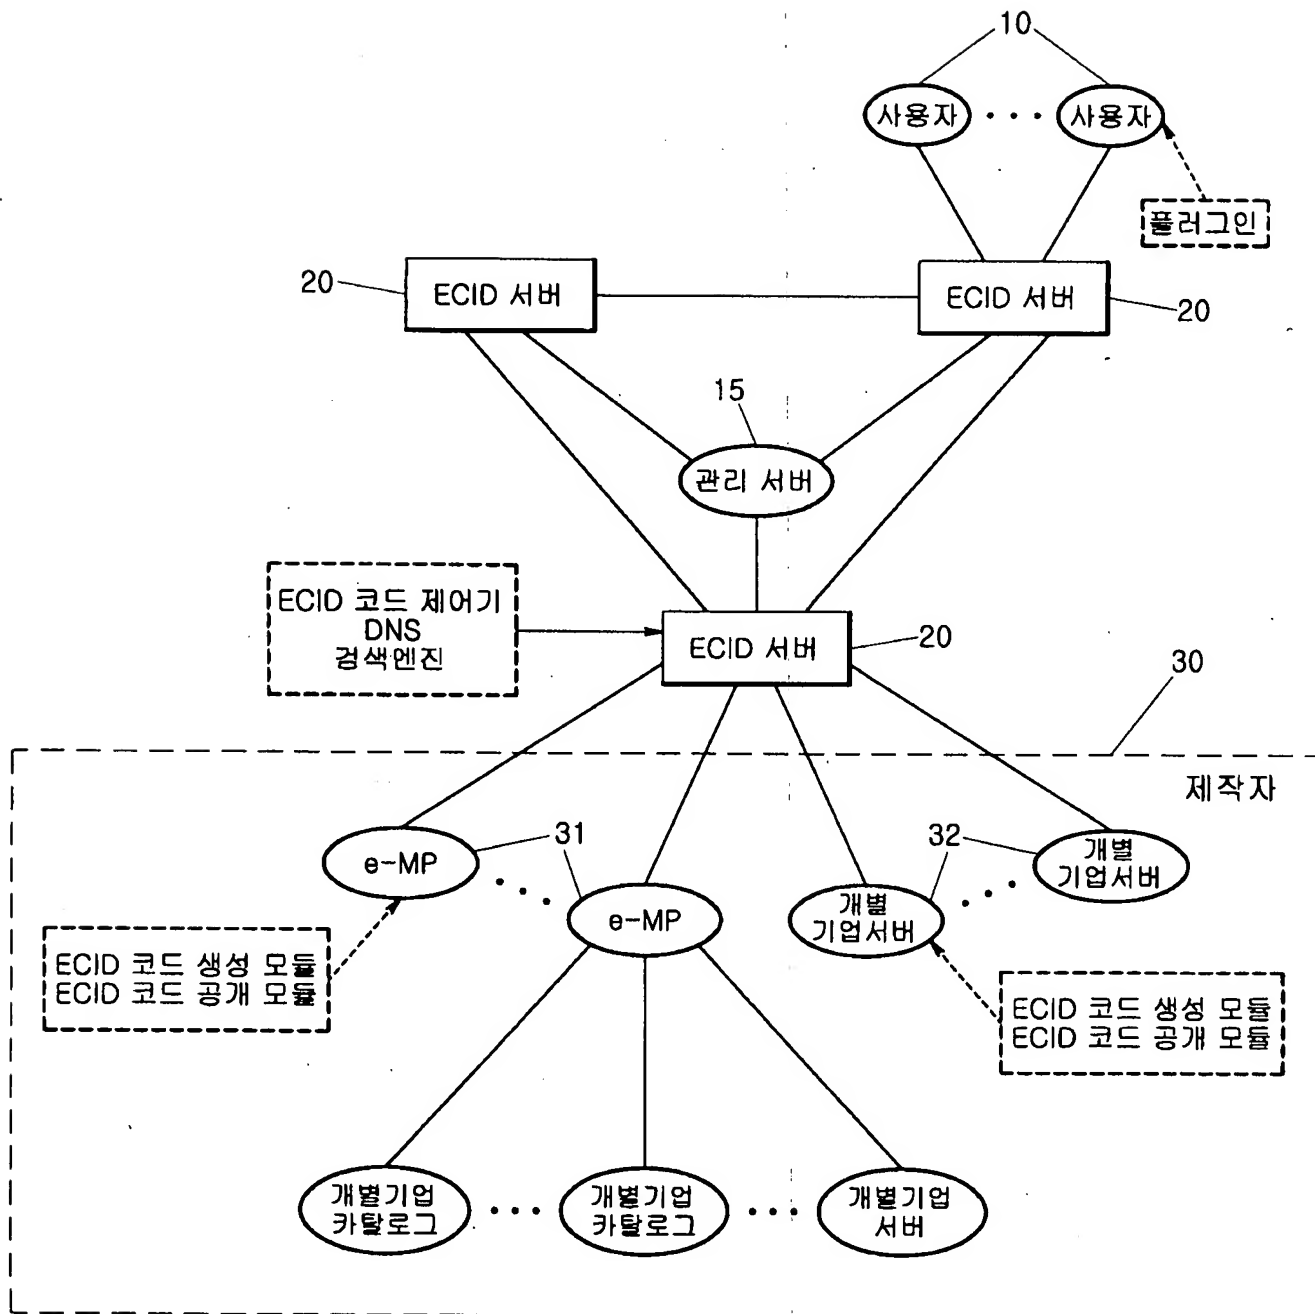 10
사용자
사용자
플러그인
20
ECID 서버
ECID 서버
20
15
관리 서버
ECID 코드 제어기
DNS
검색엔진
ECID 서버
20
30
제작자
e-MP
31
32
개별
기업서버
e-MP
개별
기업서버
ECID 코드 생성 모듈
ECID 코드 공개 모듈
ECID 코드 생성 모듈
ECID 코드 공개 모듈
개별기업
카탈로그
개별기업
카탈로그
개별기업
서버